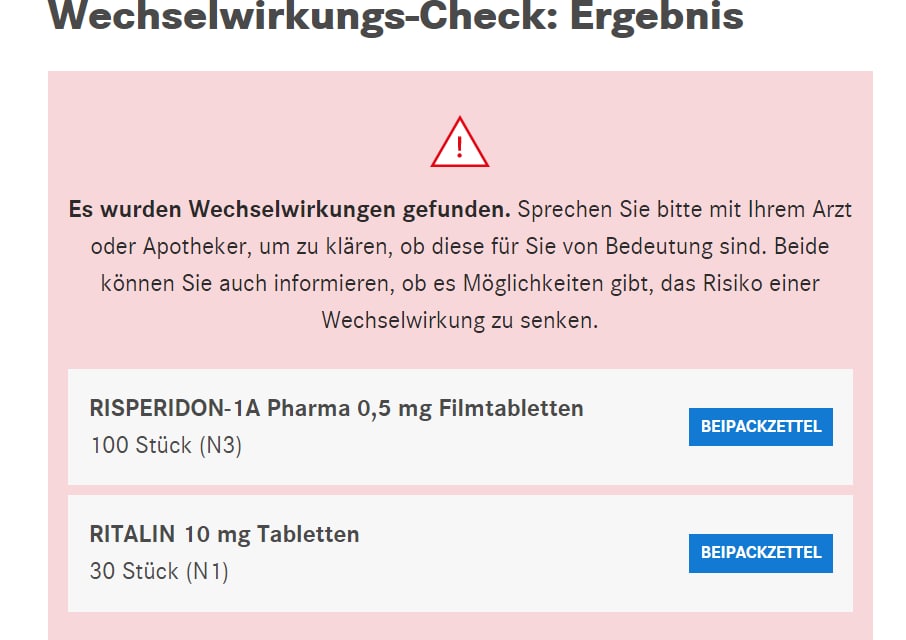 Wechselwirkungs-Check: Ergebnis
!
Es wurden Wechselwirkungen gefunden. Sprechen Sie bitte mit Ihrem Arzt
oder Apotheker, um zu klären, ob diese für Sie von Bedeutung sind. Beide
können Sie auch informieren, ob es Möglichkeiten gibt, das Risiko einer
Wechselwirkung zu senken.
RISPERIDON-1A Pharma 0,5 mg Filmtabletten
100 Stück (N3)
BEIPACKZETTEL
RITALIN 10 mg Tabletten
30 Stück (N1)
BEIPACKZETTEL